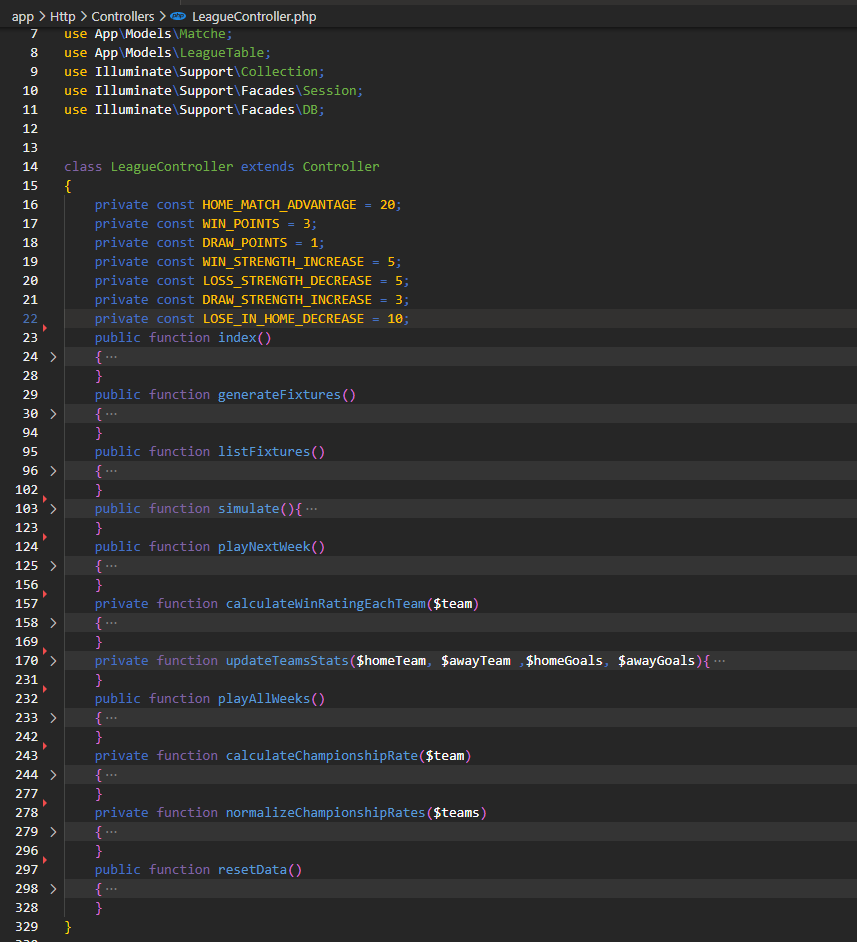 app > Http > Controllers > php LeagueController.php
7 use App\Models\Matche;
8 use App\Models\LeagueTable;
9 use Illuminate\Support\Collection;
10 use Illuminate\Support\Facades\Session;
11 use Illuminate\Support\Facades\DB;
12
13
14 class LeagueController extends Controller
15 {
16 private const HOME_MATCH_ADVANTAGE = 20;
17 private const WIN_POINTS = 3;
18 private const DRAW_POINTS = 1;
19 private const WIN_STRENGTH_INCREASE = 5;
20 private const LOSS_STRENGTH_DECREASE = 5;
21 private const DRAW_STRENGTH_INCREASE = 3;
22 private const LOSE_IN_HOME_DECREASE = 10;
23 public function index()
24 > { ···
28 }
29 public function generateFixtures()
30 > { ···
94 }
95 public function listFixtures()
96 > { ···
102 }
103 > public function simulate(){ ···
123 }
124 public function playNextWeek()
125 > { ···
156 }
157 private function calculateWinRatingEachTeam($team)
158 > { ···
169 }
170 > private function updateTeamsStats($homeTeam, $awayTeam ,$homeGoals, $awayGoals){ ···
231 }
232 public function playAllWeeks()
233 > { ···
242 }
243 private function calculateChampionshipRate($team)
244 > { ···
277 }
278 private function normalizeChampionshipRates($teams)
279 > { ···
296 }
297 public function resetData()
298 > { ···
328 }
329 }